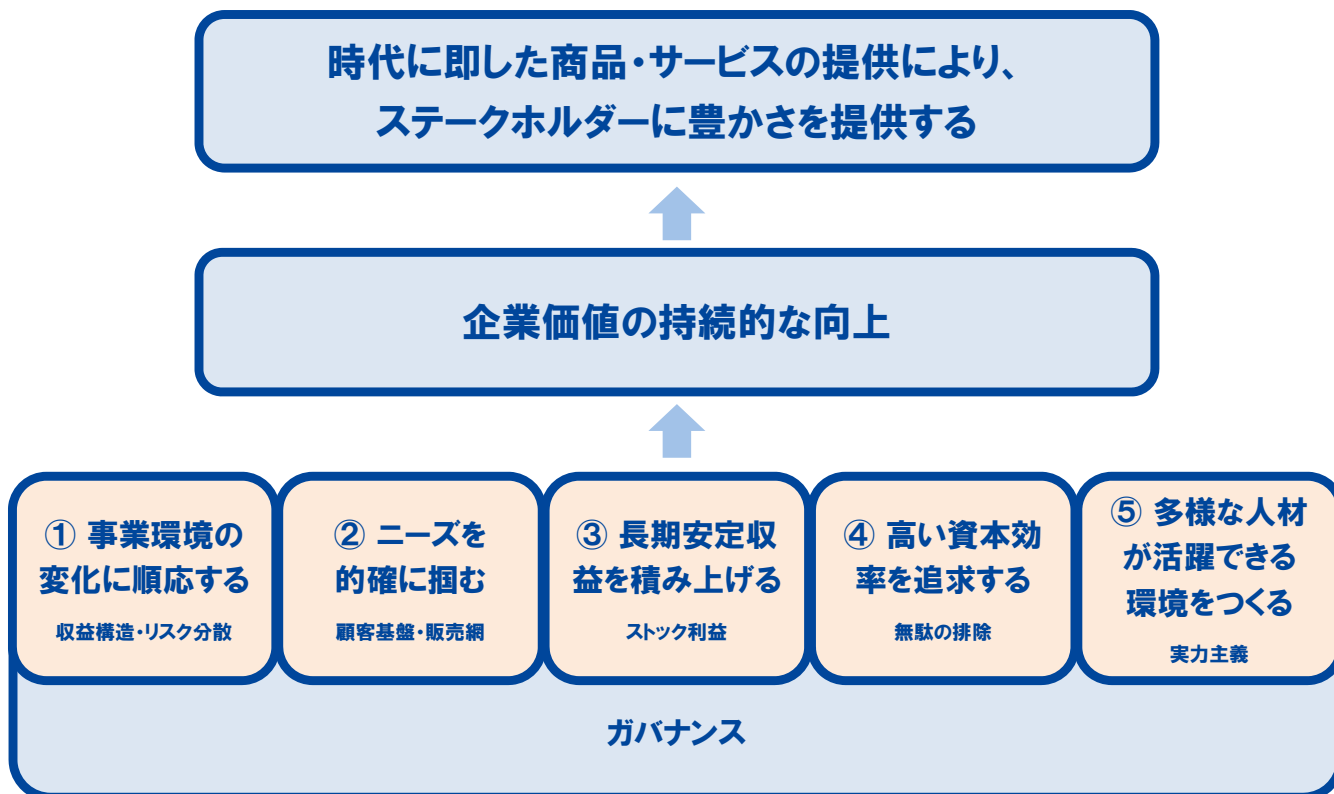 時代に即した商品・サービスの提供により、
ステークホルダーに豊かさを提供する
企業価値の持続的な向上
① 事業環境の
変化に順応する
収益構造・リスク分散
② ニーズを
的確に掴む
顧客基盤・販売網
③ 長期安定収
益を積み上げる
ストック利益
④ 高い資本効
率を追求する
無駄の排除
⑤ 多様な人材
が活躍できる
環境をつくる
実力主義
ガバナンス